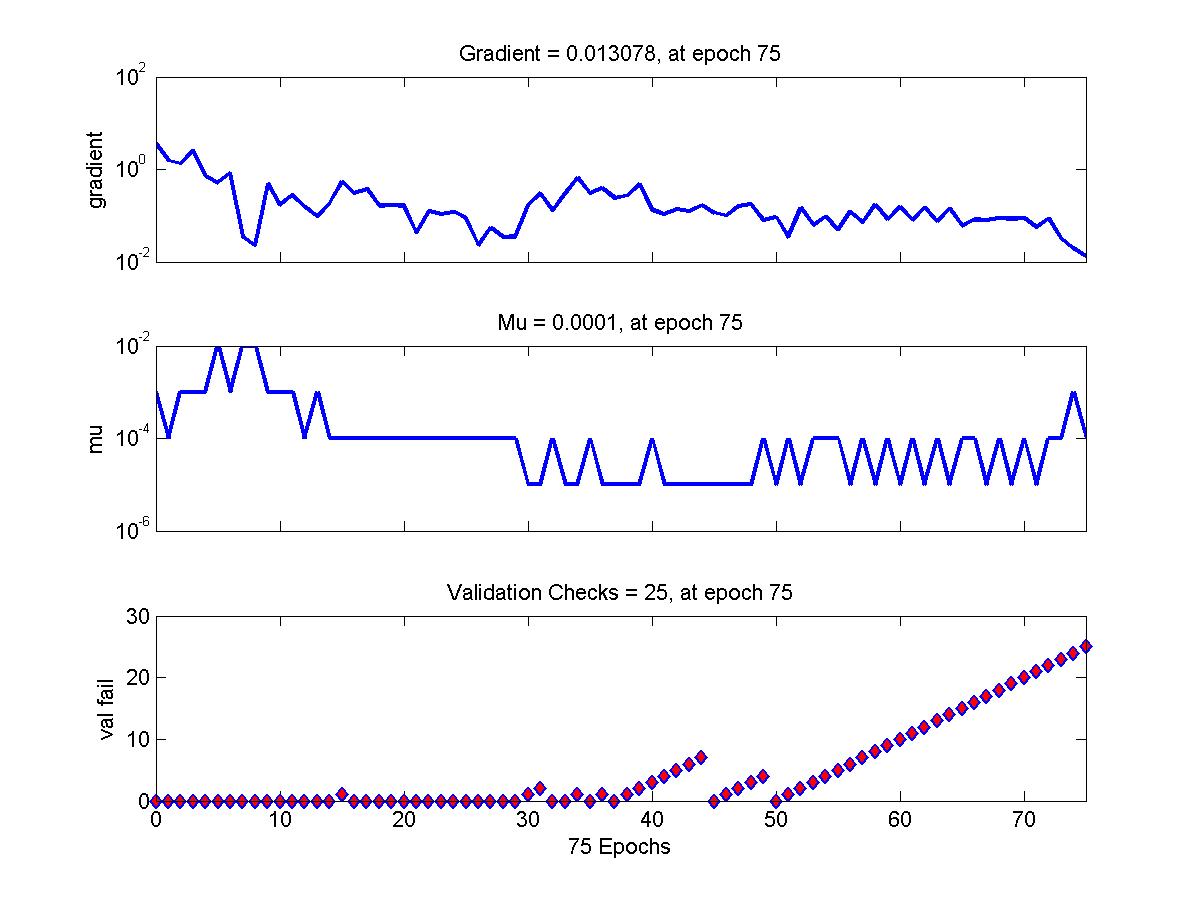 Gradient = 0.013078, at epoch 75
10^2
10^0
10^-2
gradient
Mu = 0.0001, at epoch 75
10^-2
10^-4
10^-6
mu
Validation Checks = 25, at epoch 75
30
20
10
0
val fail
0 10 20 30 40 50 60 70
75 Epochs